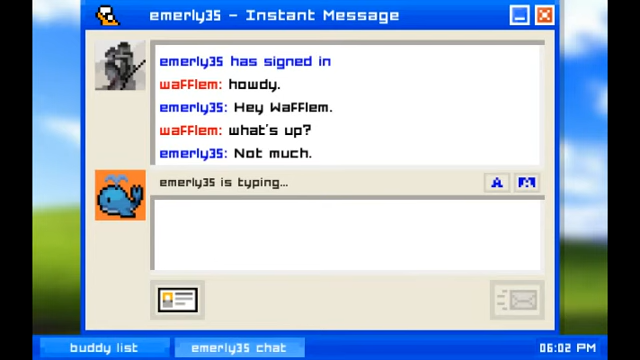 emerly35 - Instant Message
emerly35 has signed in
wafflem: howdy.
emerly35: Hey Wafflem.
wafflem: what's up?
emerly35: Not much.
emerly35 is typing...
A A
buddy list
emerly35 chat
06:02 PM